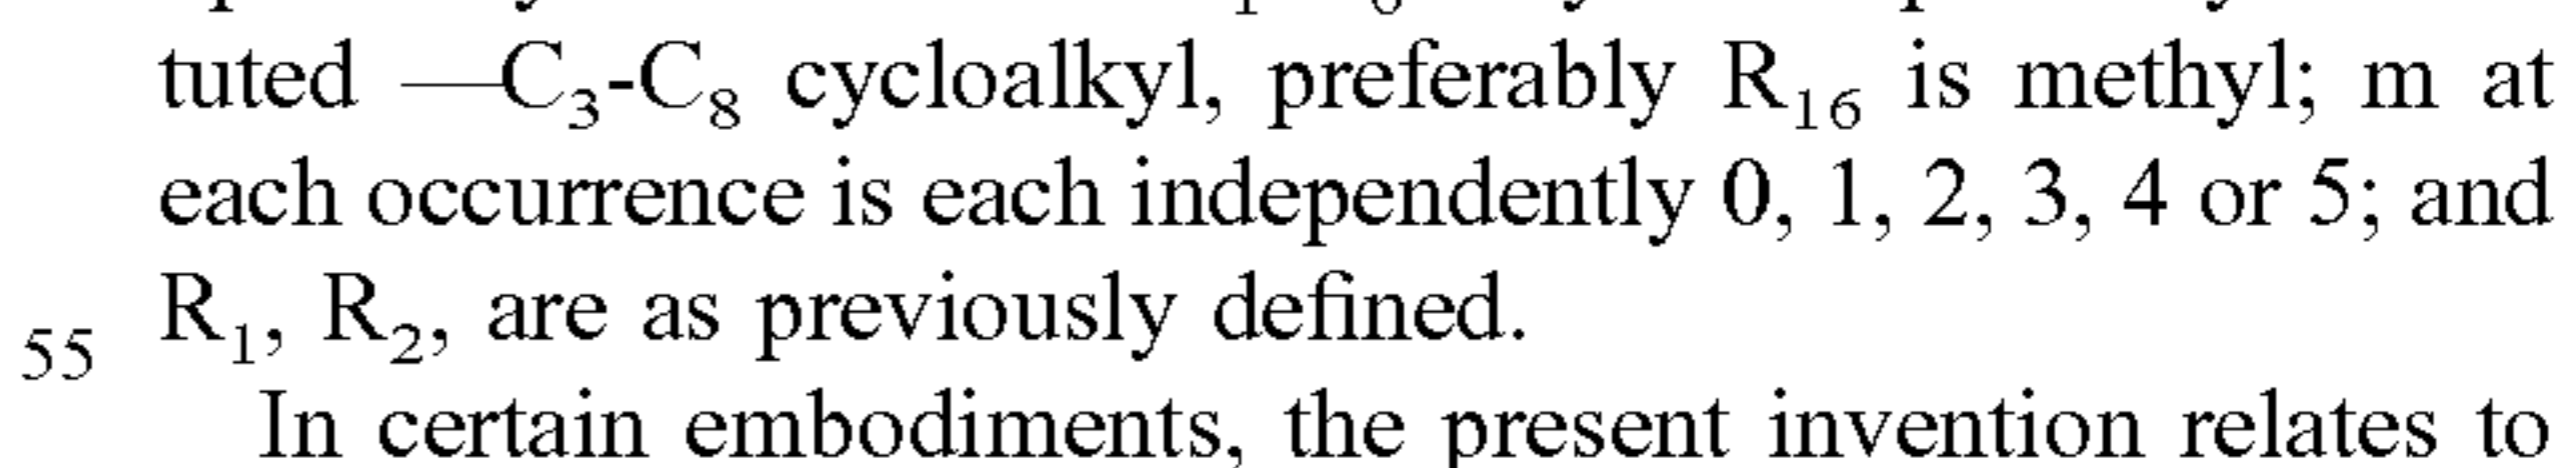 tuted —C₃-C₈ cycloalkyl, preferably R₁₆ is methyl; m at
each occurrence is each independently 0, 1, 2, 3, 4 or 5; and
R₁, R₂, are as previously defined.
55
In certain embodiments, the present invention relates to